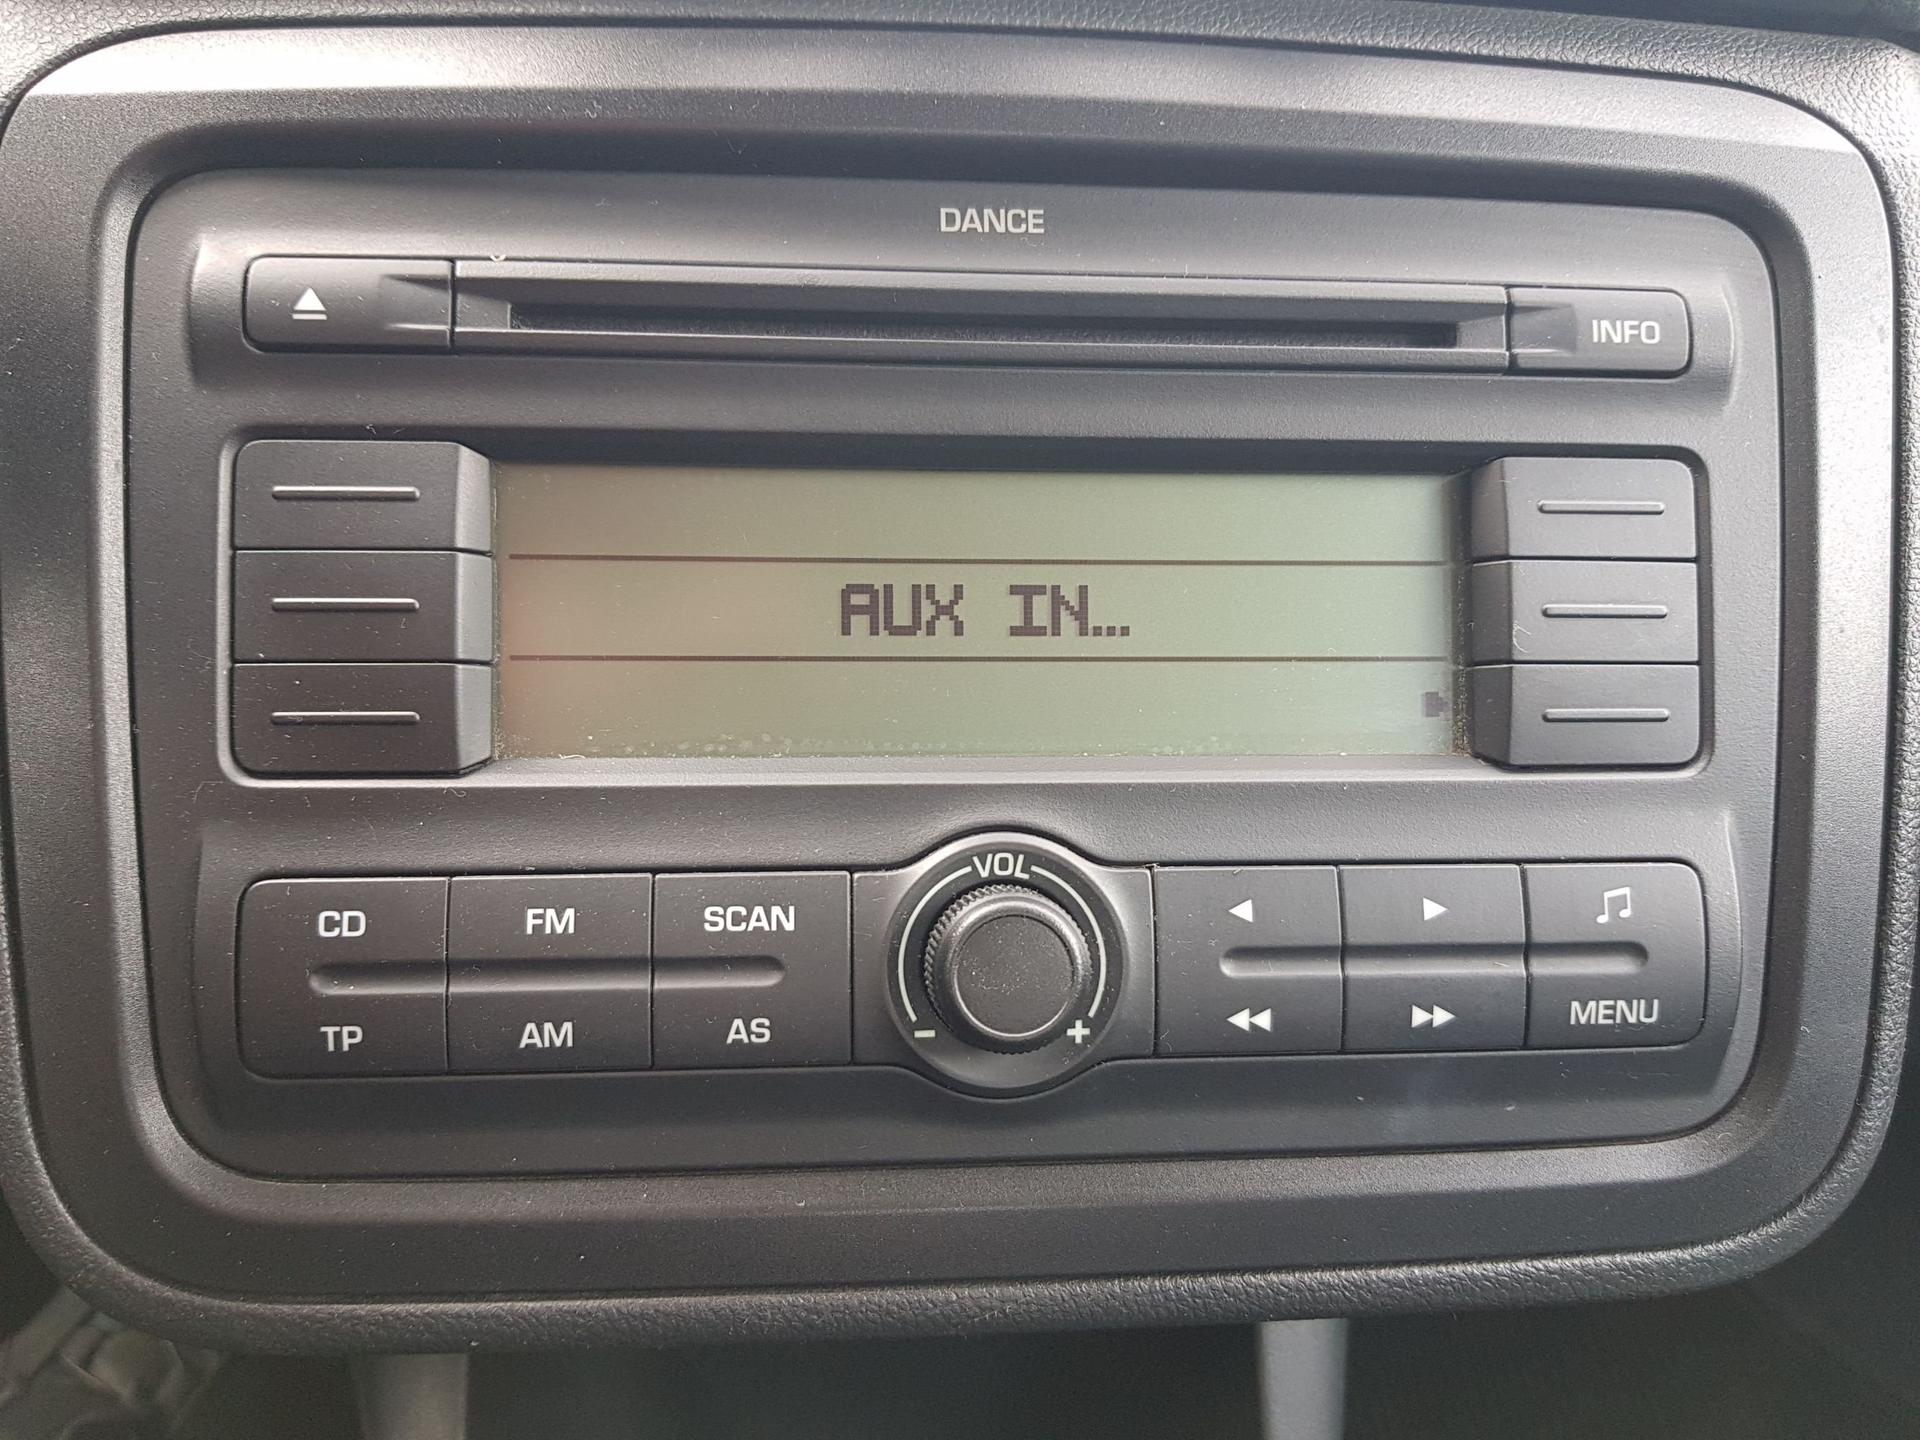 DANCE
INFO
AUX IN...
VOL
CD FM SCAN
TP AM AS
- +
MENU